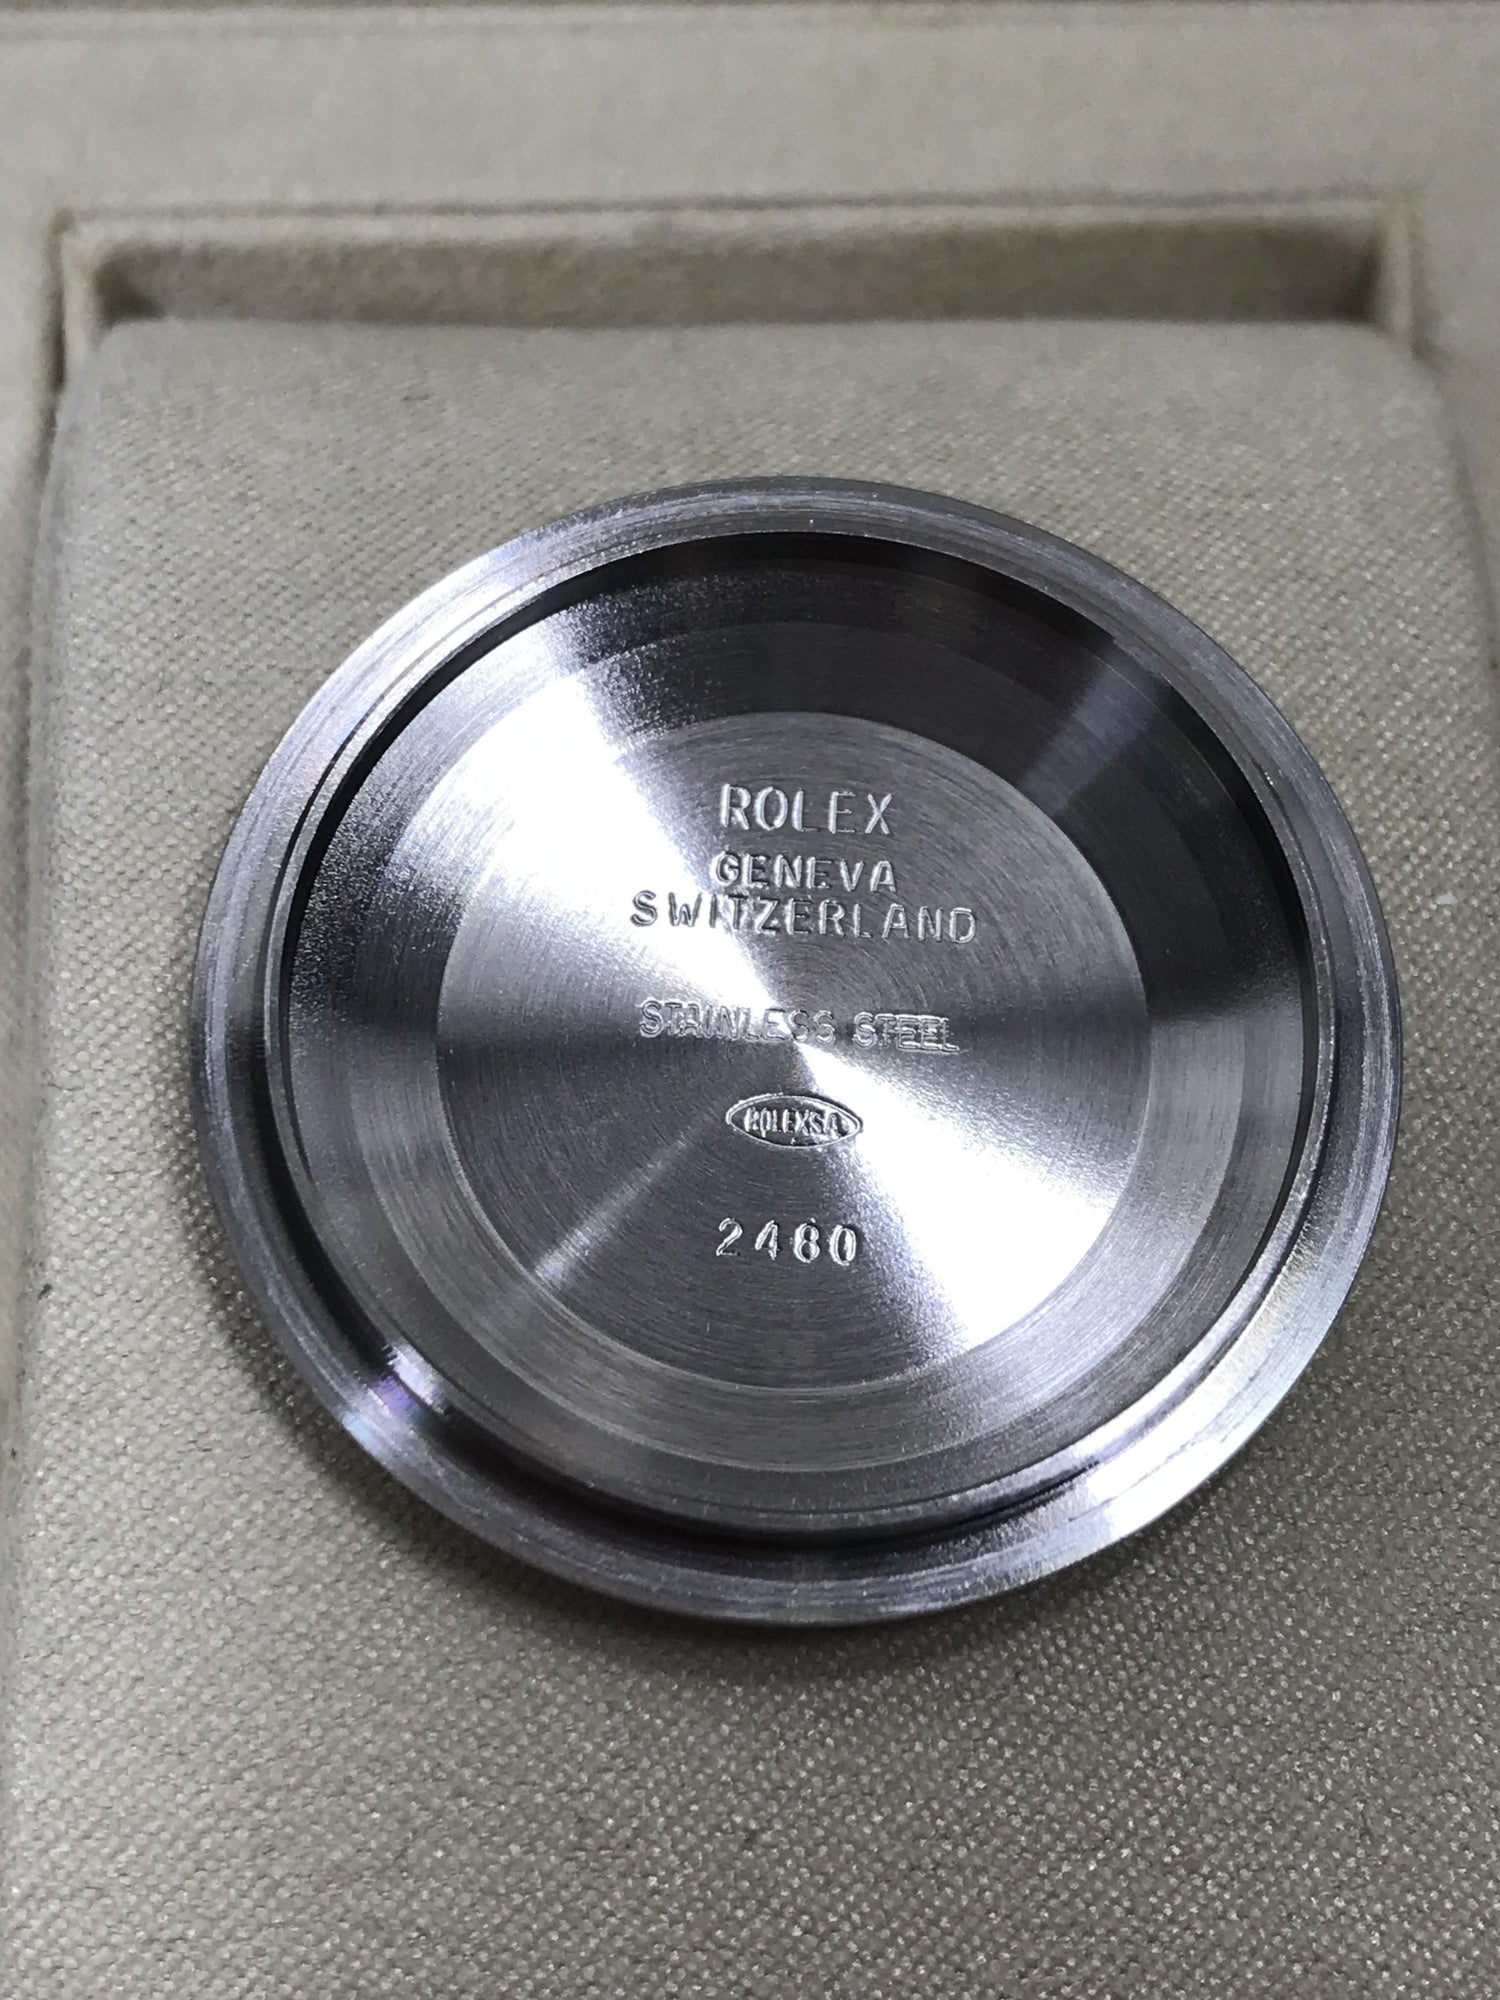 ROLEX
GENEVA
SWITZERLAND
STAINLESS STEEL
ROLEXSA
2480